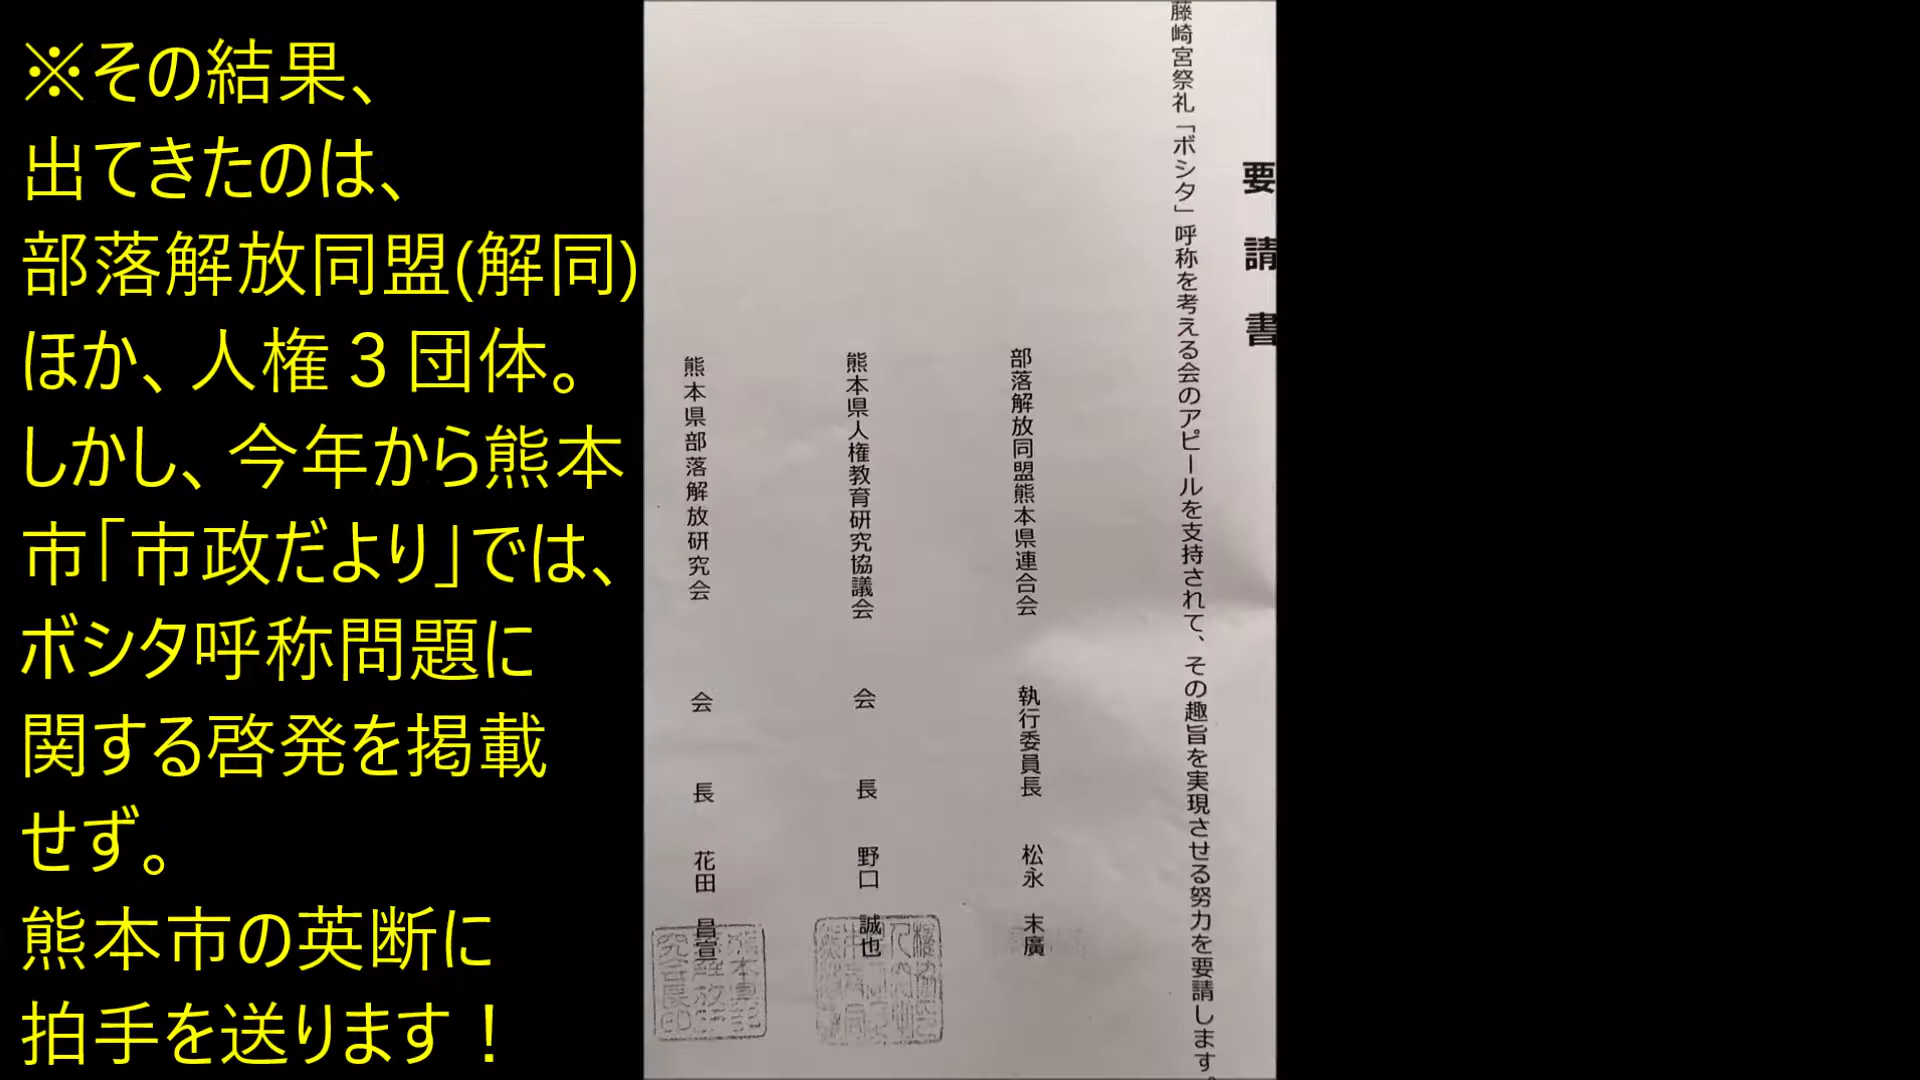 ※その結果、
出てきたのは、
部落解放同盟(解同)
ほか、人権3団体。
しかし、今年から熊本
市「市政だより」では、
ボシタ呼称問題に
関する啓発を掲載
せず。
熊本市の英断に
拍手を送ります！
要請書
藤崎宮祭礼「ボシタ」呼称を考える会のアピールを支持されて、その趣旨を実現させる努力を要請します。
部落解放同盟熊本県連合会 執行委員長 松永 末廣
熊本県人権教育研究協議会 会長 野口 誠也
熊本県部落解放研究会 会長 花田 昌宣